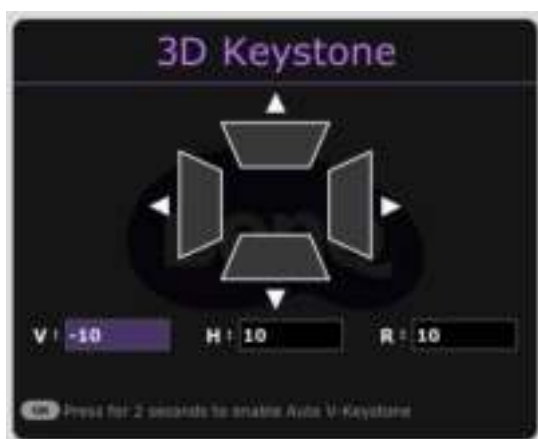 3D Keystone
V : -10 H : 10 R : 10
OK Press for 2 seconds to enable Auto V-Keystone